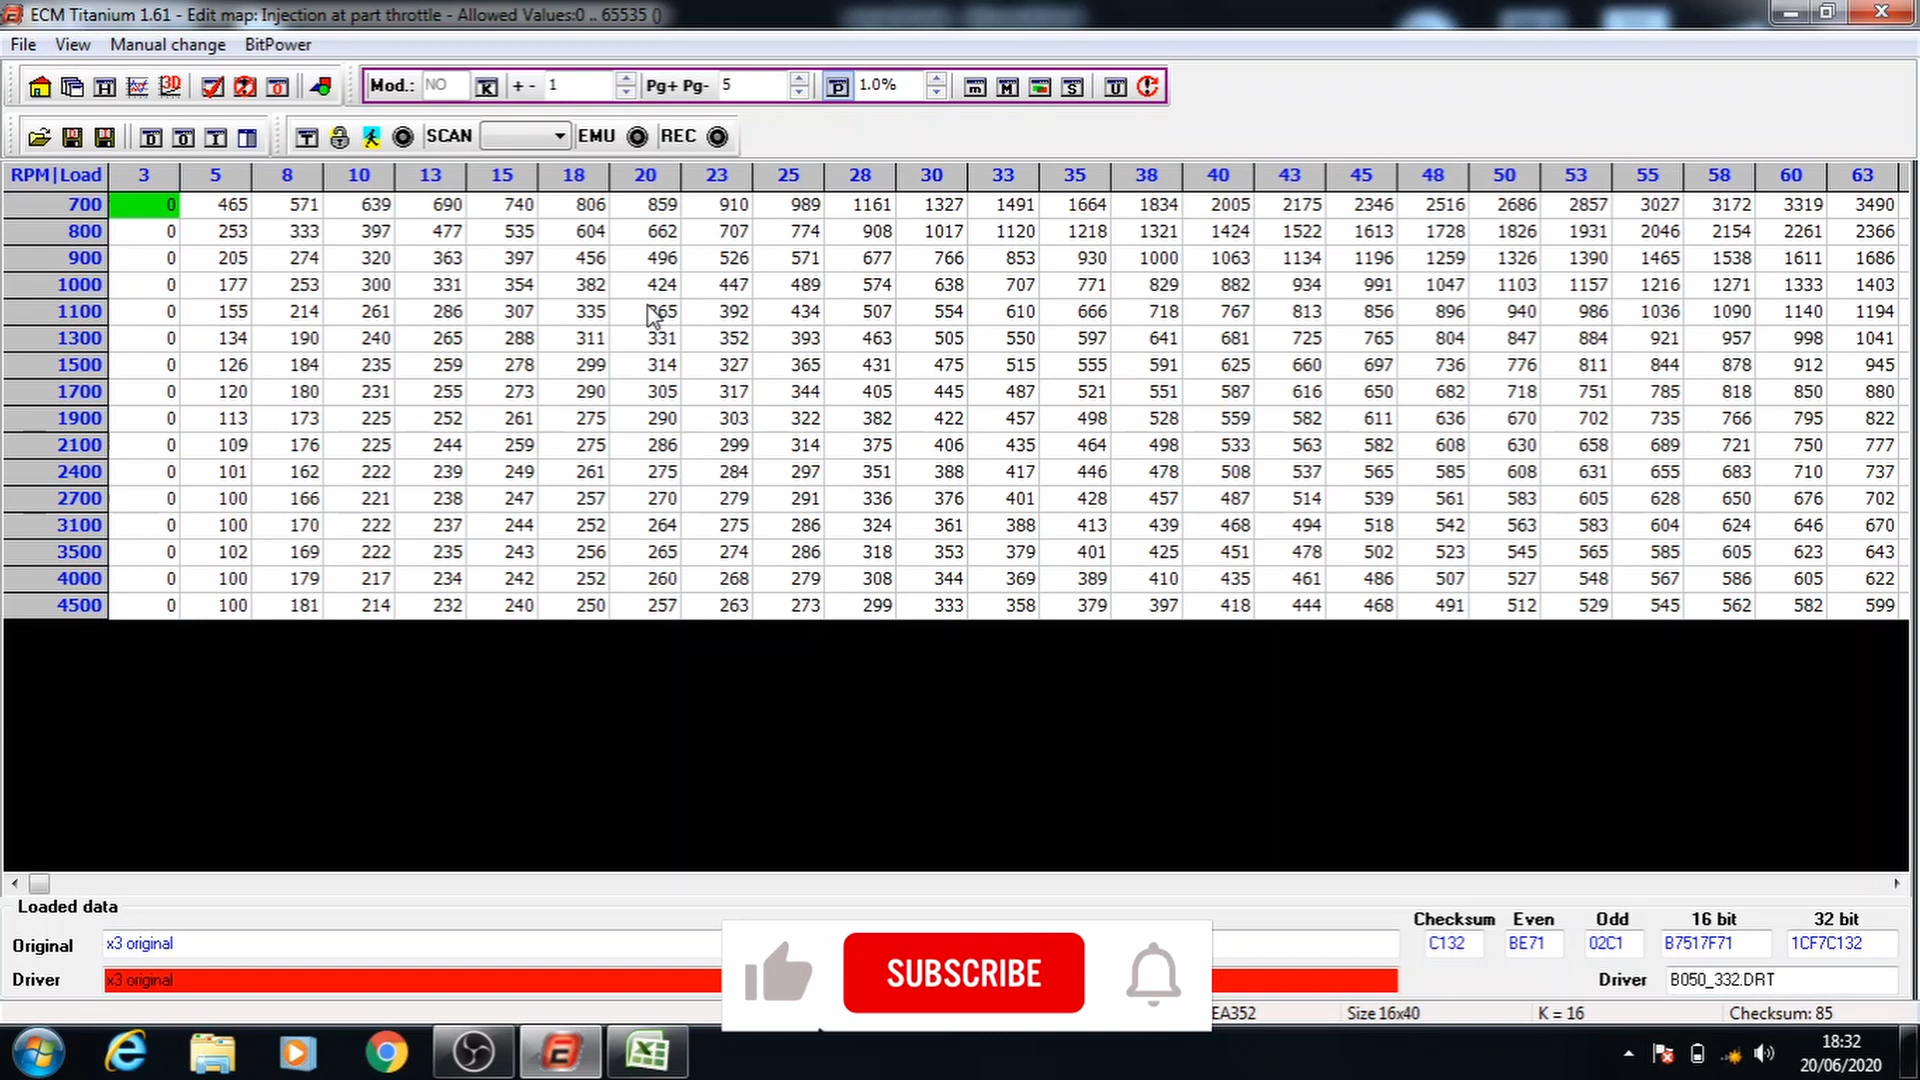 ECM Titanium 1.61 - Edit map: Injection at part throttle - Allowed Values:0 .. 65535 ()
File View Manual change BitPower
Mod.: NO K + - 1 Pg+ Pg- 5 P 1.0% m M S U
D O I T SCAN EMU REC
RPM|Load 3 5 8 10 13 15 18 20 23 25 28 30 33 35 38 40 43 45 48 50 53 55 58 60 63
700 0 465 571 639 690 740 806 859 910 989 1161 1327 1491 1664 1834 2005 2175 2346 2516 2686 2857 3027 3172 3319 3490
800 0 253 333 397 477 535 604 662 707 774 908 1017 1120 1218 1321 1424 1522 1613 1728 1826 1931 2046 2154 2261 2366
900 0 205 274 320 363 397 456 496 526 571 677 766 853 930 1000 1063 1134 1196 1259 1326 1390 1465 1538 1611 1686
1000 0 177 253 300 331 354 382 424 447 489 574 638 707 771 829 882 934 991 1047 1103 1157 1216 1271 1333 1403
1100 0 155 214 261 286 307 335 365 392 434 507 554 610 666 718 767 813 856 896 940 986 1036 1090 1140 1194
1300 0 134 190 240 265 288 311 331 352 393 463 505 550 597 641 681 725 765 804 847 884 921 957 998 1041
1500 0 126 184 235 259 278 299 314 327 365 431 475 515 555 591 625 660 697 736 776 811 844 878 912 945
1700 0 120 180 231 255 273 290 305 317 344 405 445 487 521 551 587 616 650 682 718 751 785 818 850 880
1900 0 113 173 225 252 261 275 290 303 322 382 422 457 498 528 559 582 611 636 670 702 735 766 795 822
2100 0 109 176 225 244 259 275 286 299 314 375 406 435 464 498 533 563 582 608 630 658 689 721 750 777
2400 0 101 162 222 239 249 261 275 284 297 351 388 417 446 478 508 537 565 585 608 631 655 683 710 737
2700 0 100 166 221 238 247 257 270 279 291 336 376 401 428 457 487 514 539 561 583 605 628 650 676 702
3100 0 100 170 222 237 244 252 264 275 286 324 361 388 413 439 468 494 518 542 563 583 604 624 646 670
3500 0 102 169 222 235 243 256 265 274 286 318 353 379 401 425 451 478 502 523 545 565 585 605 623 643
4000 0 100 179 217 234 242 252 260 268 279 308 344 369 389 410 435 461 486 507 527 548 567 586 605 622
4500 0 100 181 214 232 240 250 257 263 273 299 333 358 379 397 418 444 468 491 512 529 545 562 582 599
Loaded data
Checksum Even Odd 16 bit 32 bit
Original x3 original C132 BE71 02C1 B7517F71 1CF7C132
Driver x3 original Driver B050_332.DRT
SUBSCRIBE
EA352 Size 16x40 K = 16 Checksum: 85
18:32
20/06/2020